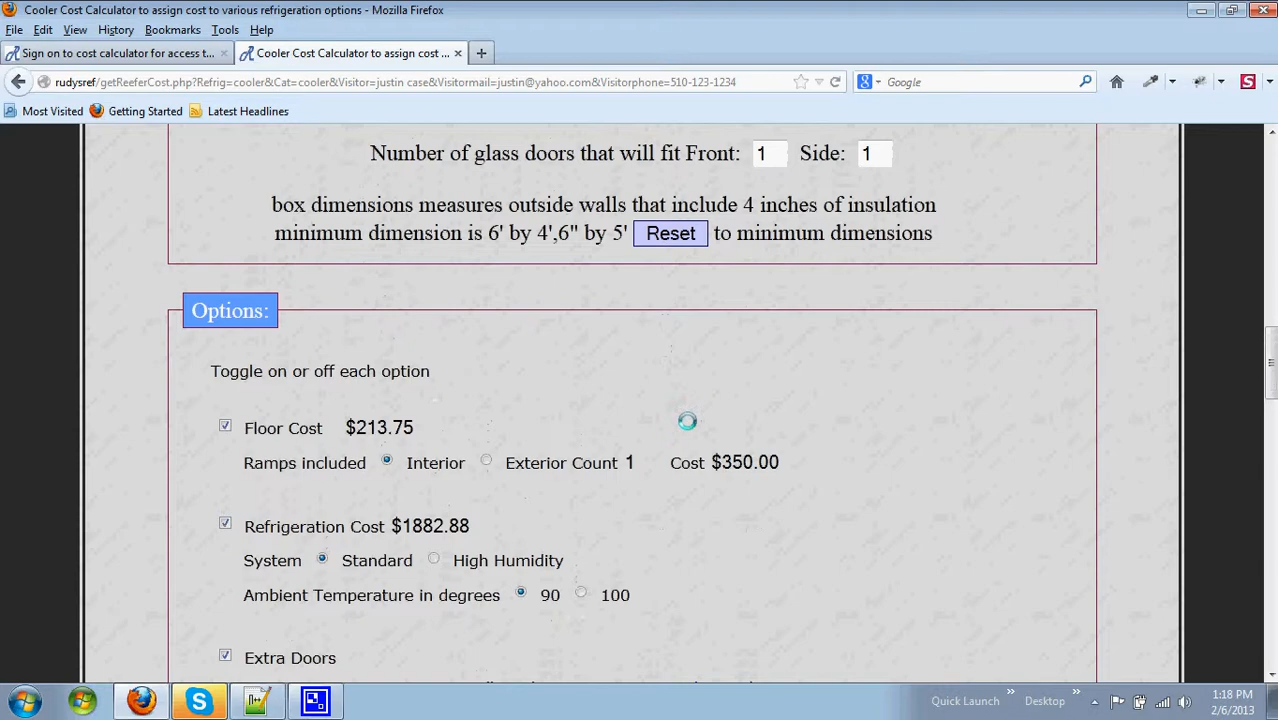 Cooler Cost Calculator to assign cost to various refrigeration options - Mozilla Firefox
File Edit View History Bookmarks Tools Help
Sign on to cost calculator for access t... × Cooler Cost Calculator to assign cost ... × +
rudysref/getReeferCost.php?Refrig=cooler&Cat=cooler&Visitor=justin case&Visitormail=justin@yahoo.com&Visitorphone=510-123-1234 Google
Most Visited Getting Started Latest Headlines
Number of glass doors that will fit Front: 1 Side: 1
box dimensions measures outside walls that include 4 inches of insulation
minimum dimension is 6' by 4',6" by 5' Reset to minimum dimensions
Options:
Toggle on or off each option
Floor Cost $213.75
Ramps included Interior Exterior Count 1 Cost $350.00
Refrigeration Cost $1882.88
System Standard High Humidity
Ambient Temperature in degrees 90 100
Extra Doors
Quick Launch » Desktop » 1:18 PM
2/6/2013